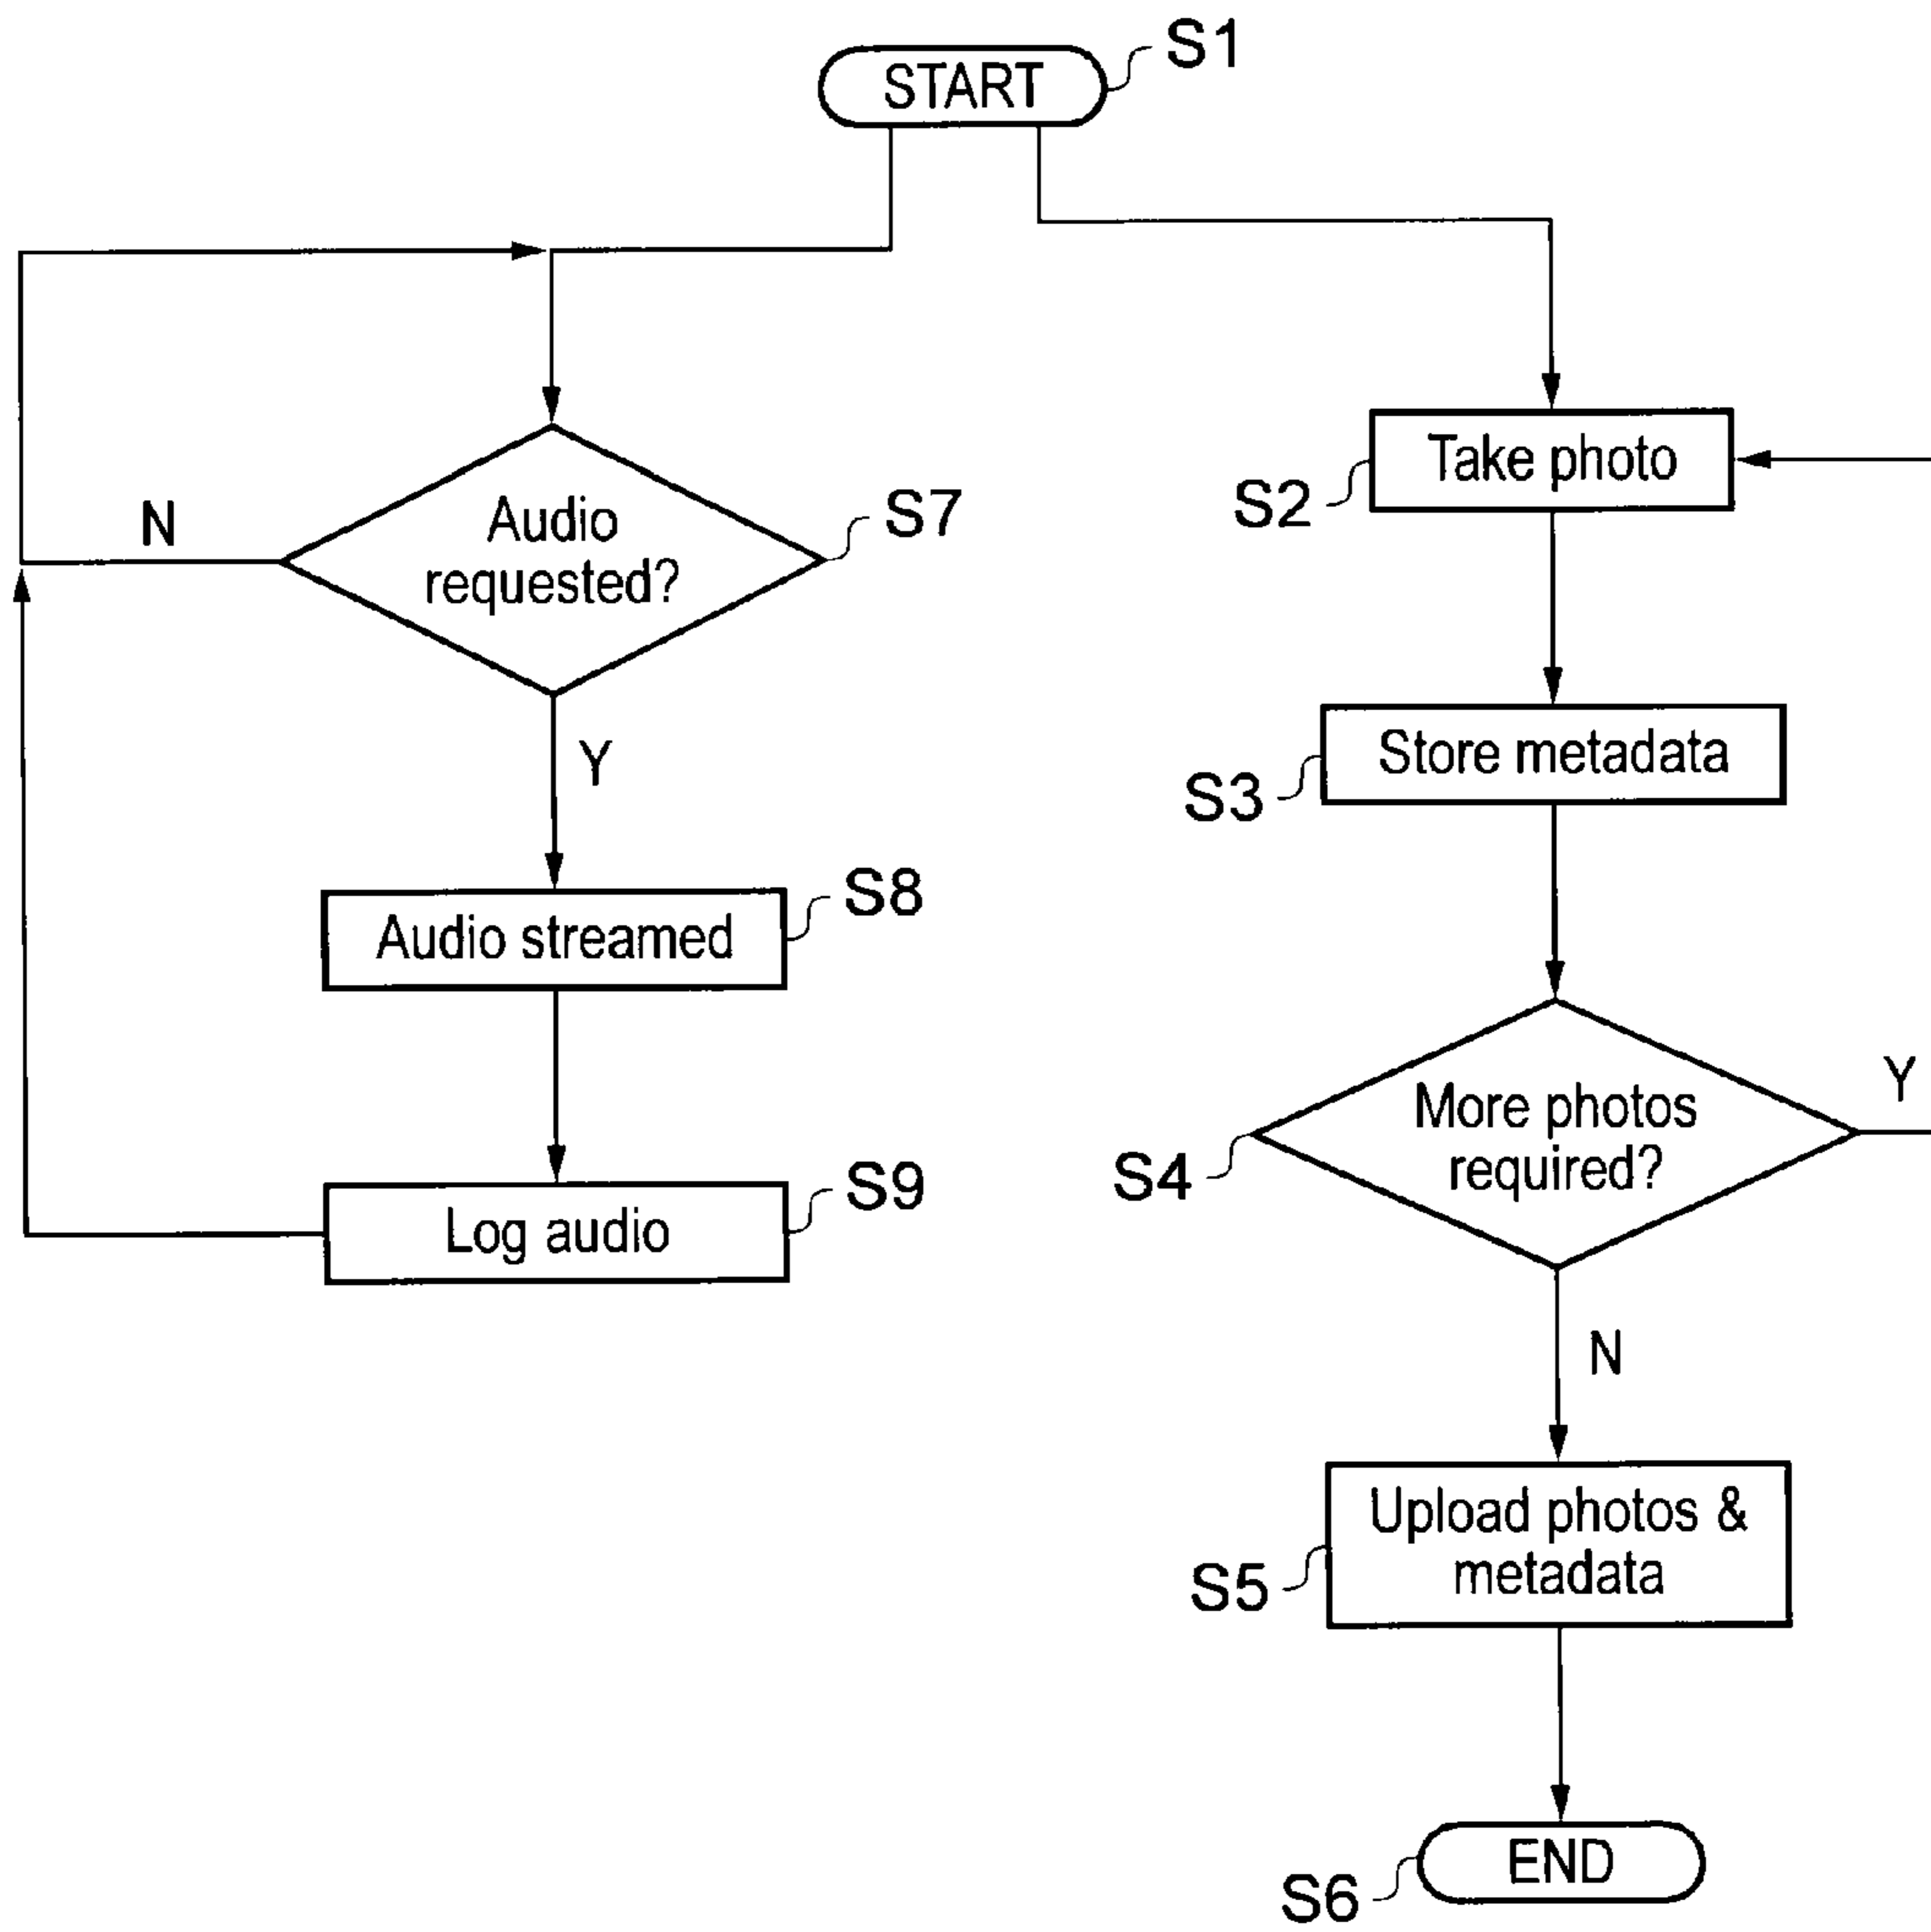 START
S1
Audio
requested?
S7
N
Y
Audio streamed
S8
Log audio
S9
Take photo
S2
Store metadata
S3
More photos
required?
S4
Y
N
Upload photos &
metadata
S5
END
S6